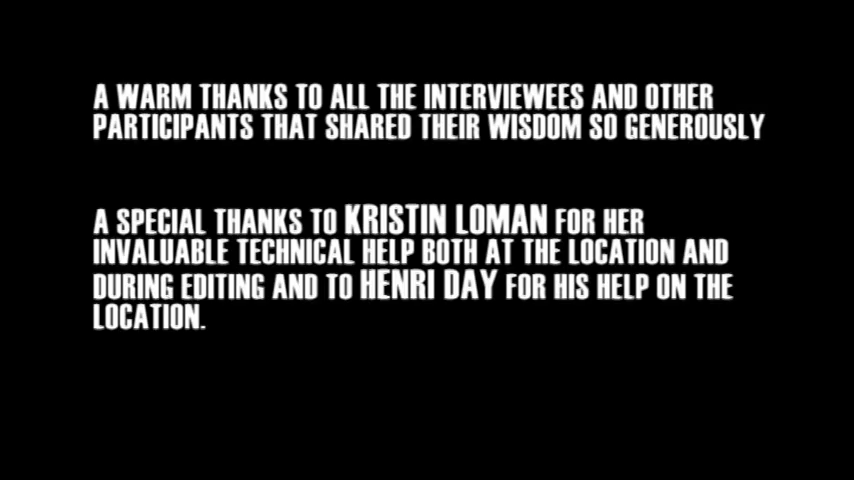 A WARM THANKS TO ALL THE INTERVIEWEES AND OTHER
PARTICIPANTS THAT SHARED THEIR WISDOM SO GENEROUSLY
A SPECIAL THANKS TO KRISTIN LOMAN FOR HER
INVALUABLE TECHNICAL HELP BOTH AT THE LOCATION AND
DURING EDITING AND TO HENRI DAY FOR HIS HELP ON THE
LOCATION.